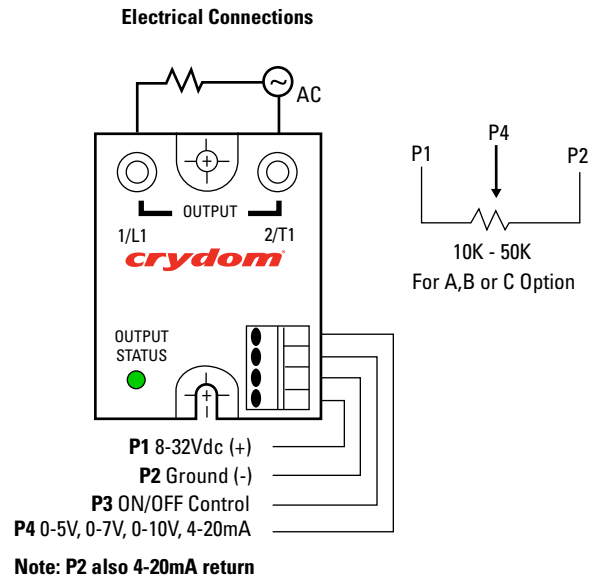 Electrical Connections
AC
OUTPUT
1/L1 2/T1
crydom
OUTPUT
STATUS
P1 8-32Vdc (+)
P2 Ground (-)
P3 ON/OFF Control
P4 0-5V, 0-7V, 0-10V, 4-20mA
Note: P2 also 4-20mA return
P4
P1 P2
10K - 50K
For A,B or C Option